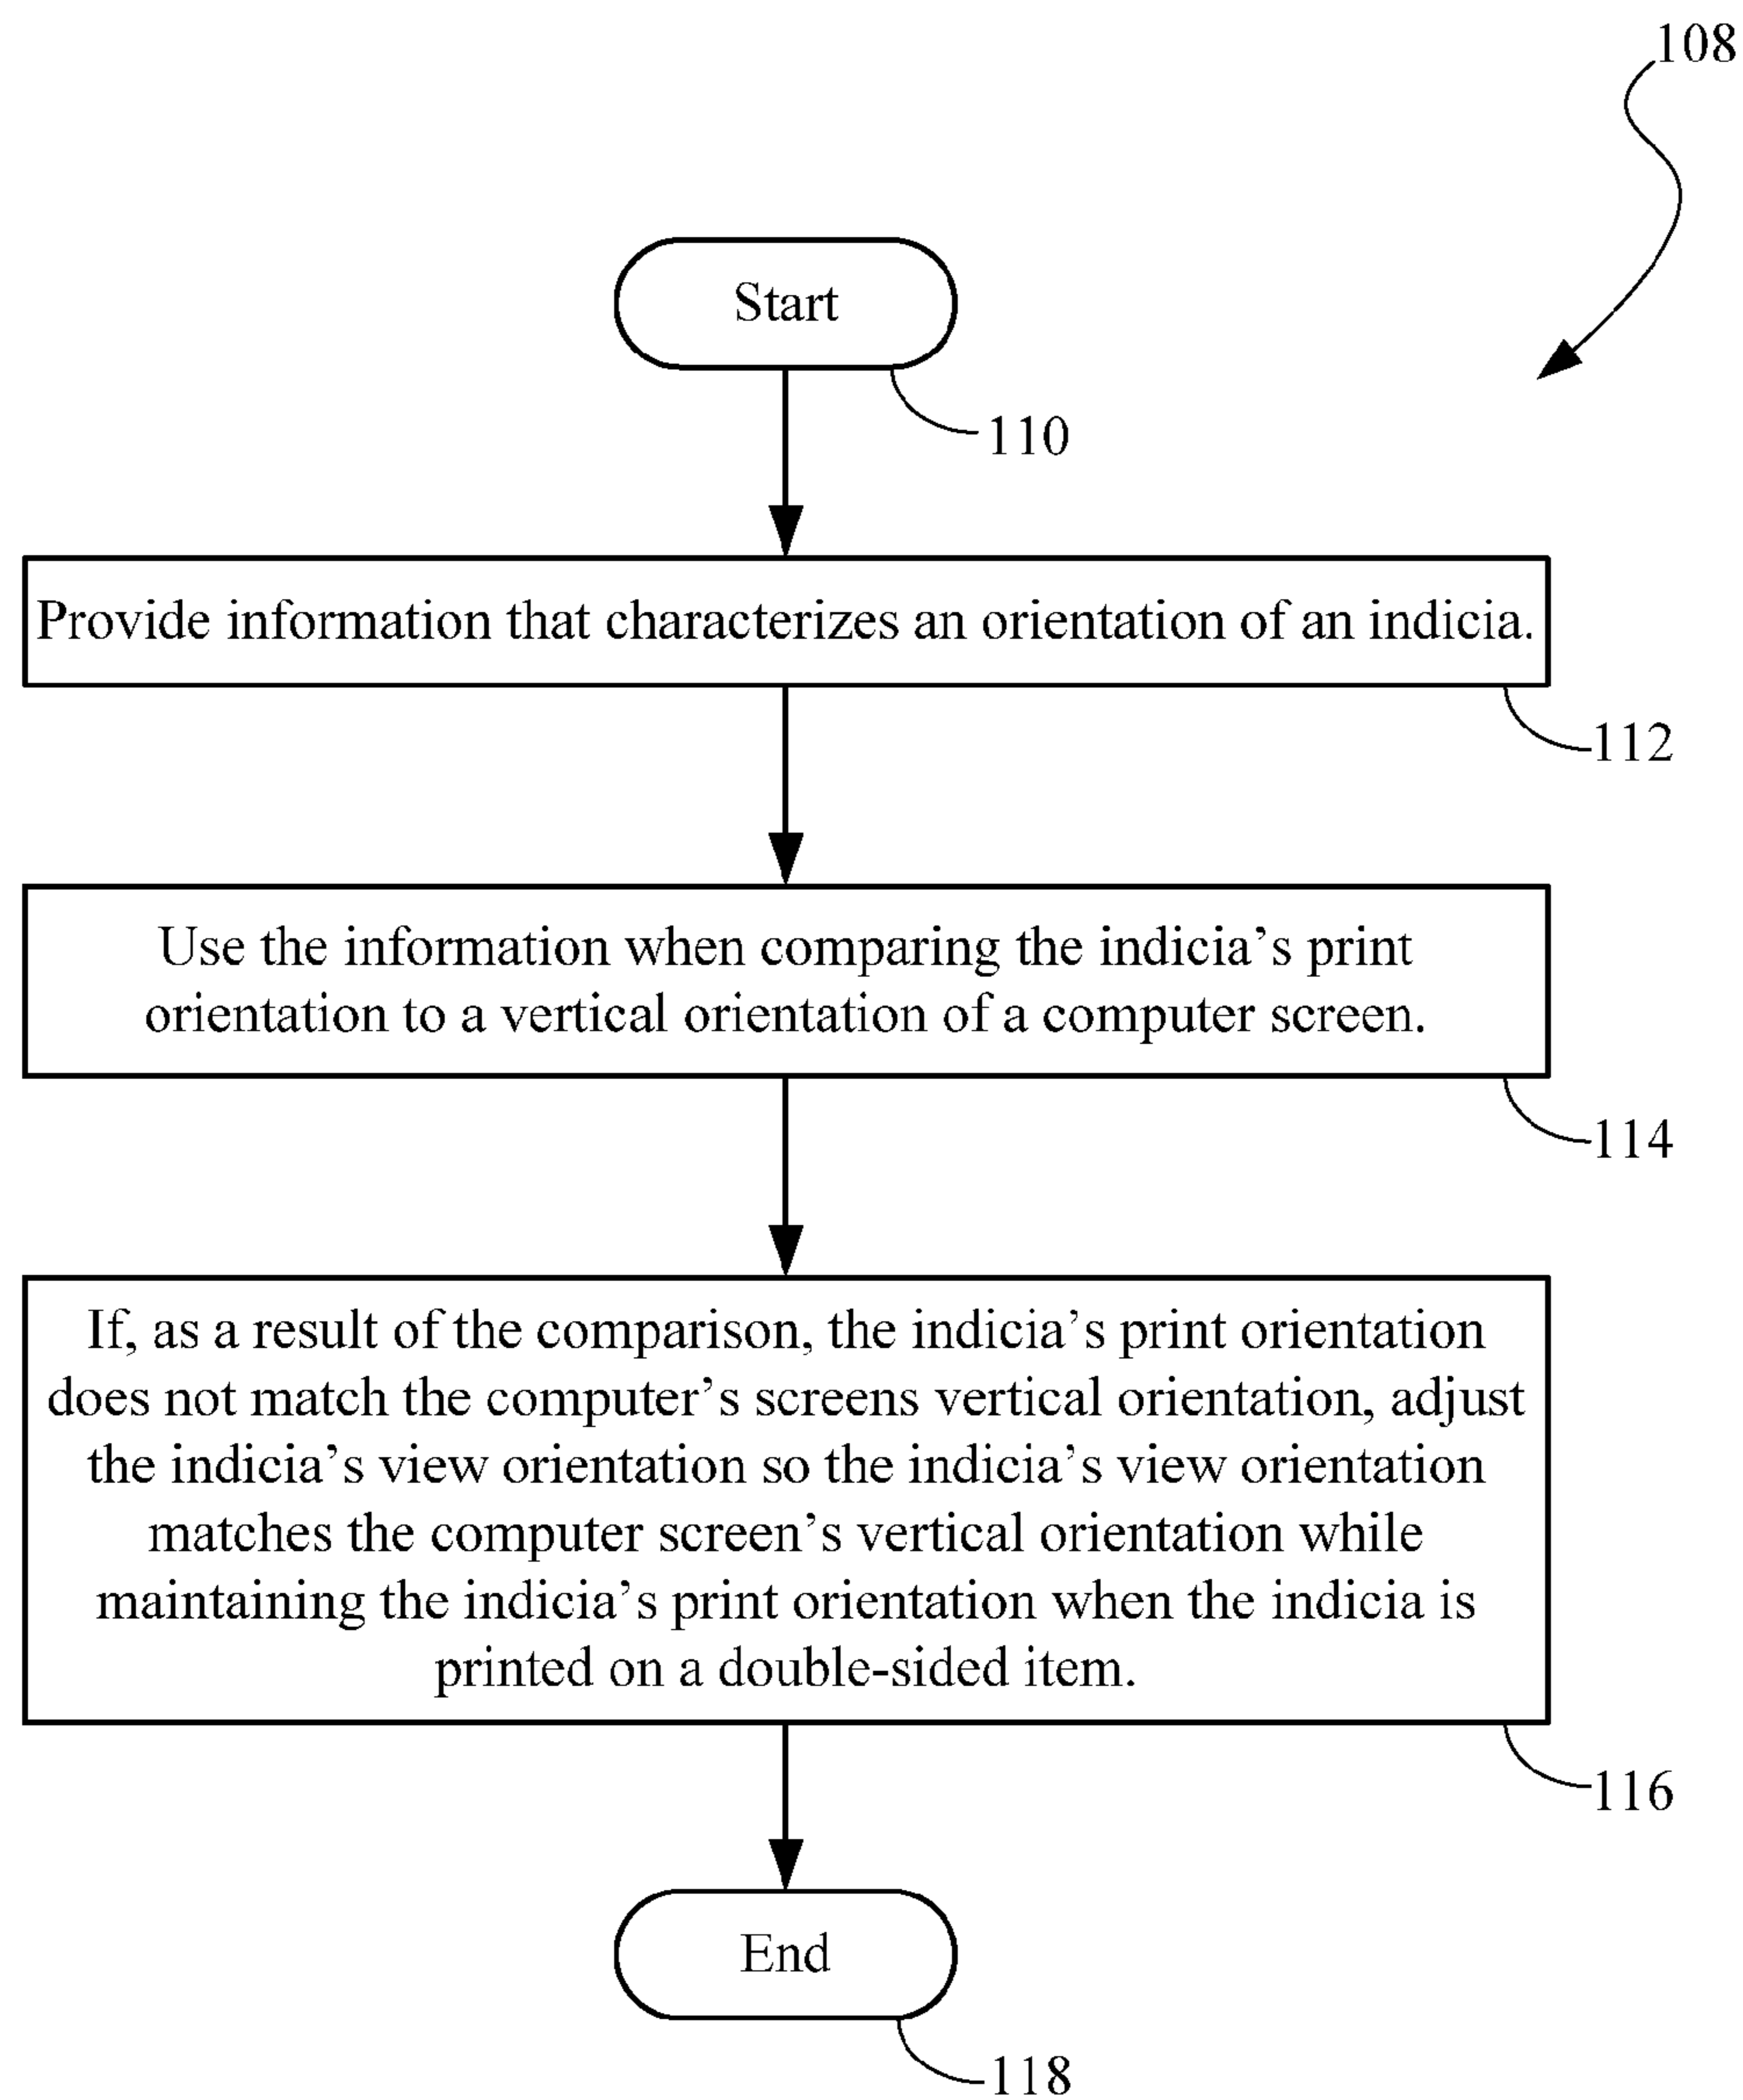 108
Start
110
Provide information that characterizes an orientation of an indicia.
112
Use the information when comparing the indicia’s print
orientation to a vertical orientation of a computer screen.
114
If, as a result of the comparison, the indicia’s print orientation
does not match the computer’s screens vertical orientation, adjust
the indicia’s view orientation so the indicia’s view orientation
matches the computer screen’s vertical orientation while
maintaining the indicia’s print orientation when the indicia is
printed on a double-sided item.
116
End
118